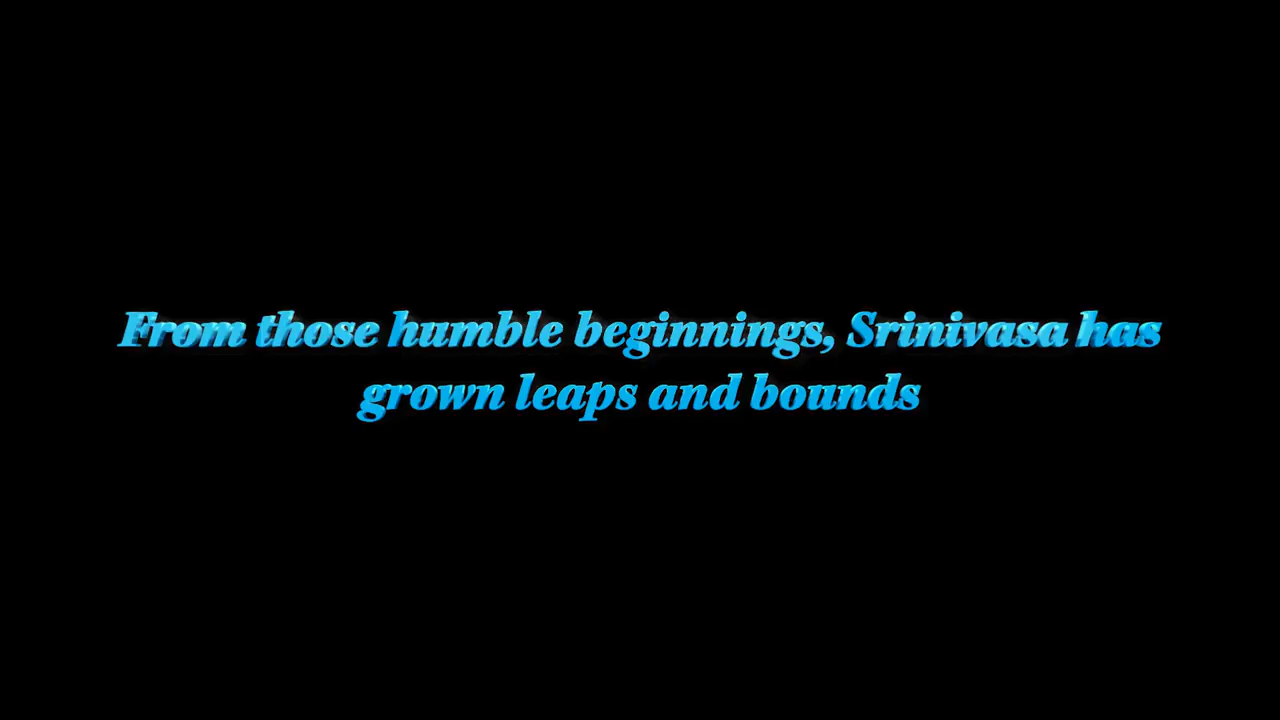 From those humble beginnings, Srinivasa has
grown leaps and bounds